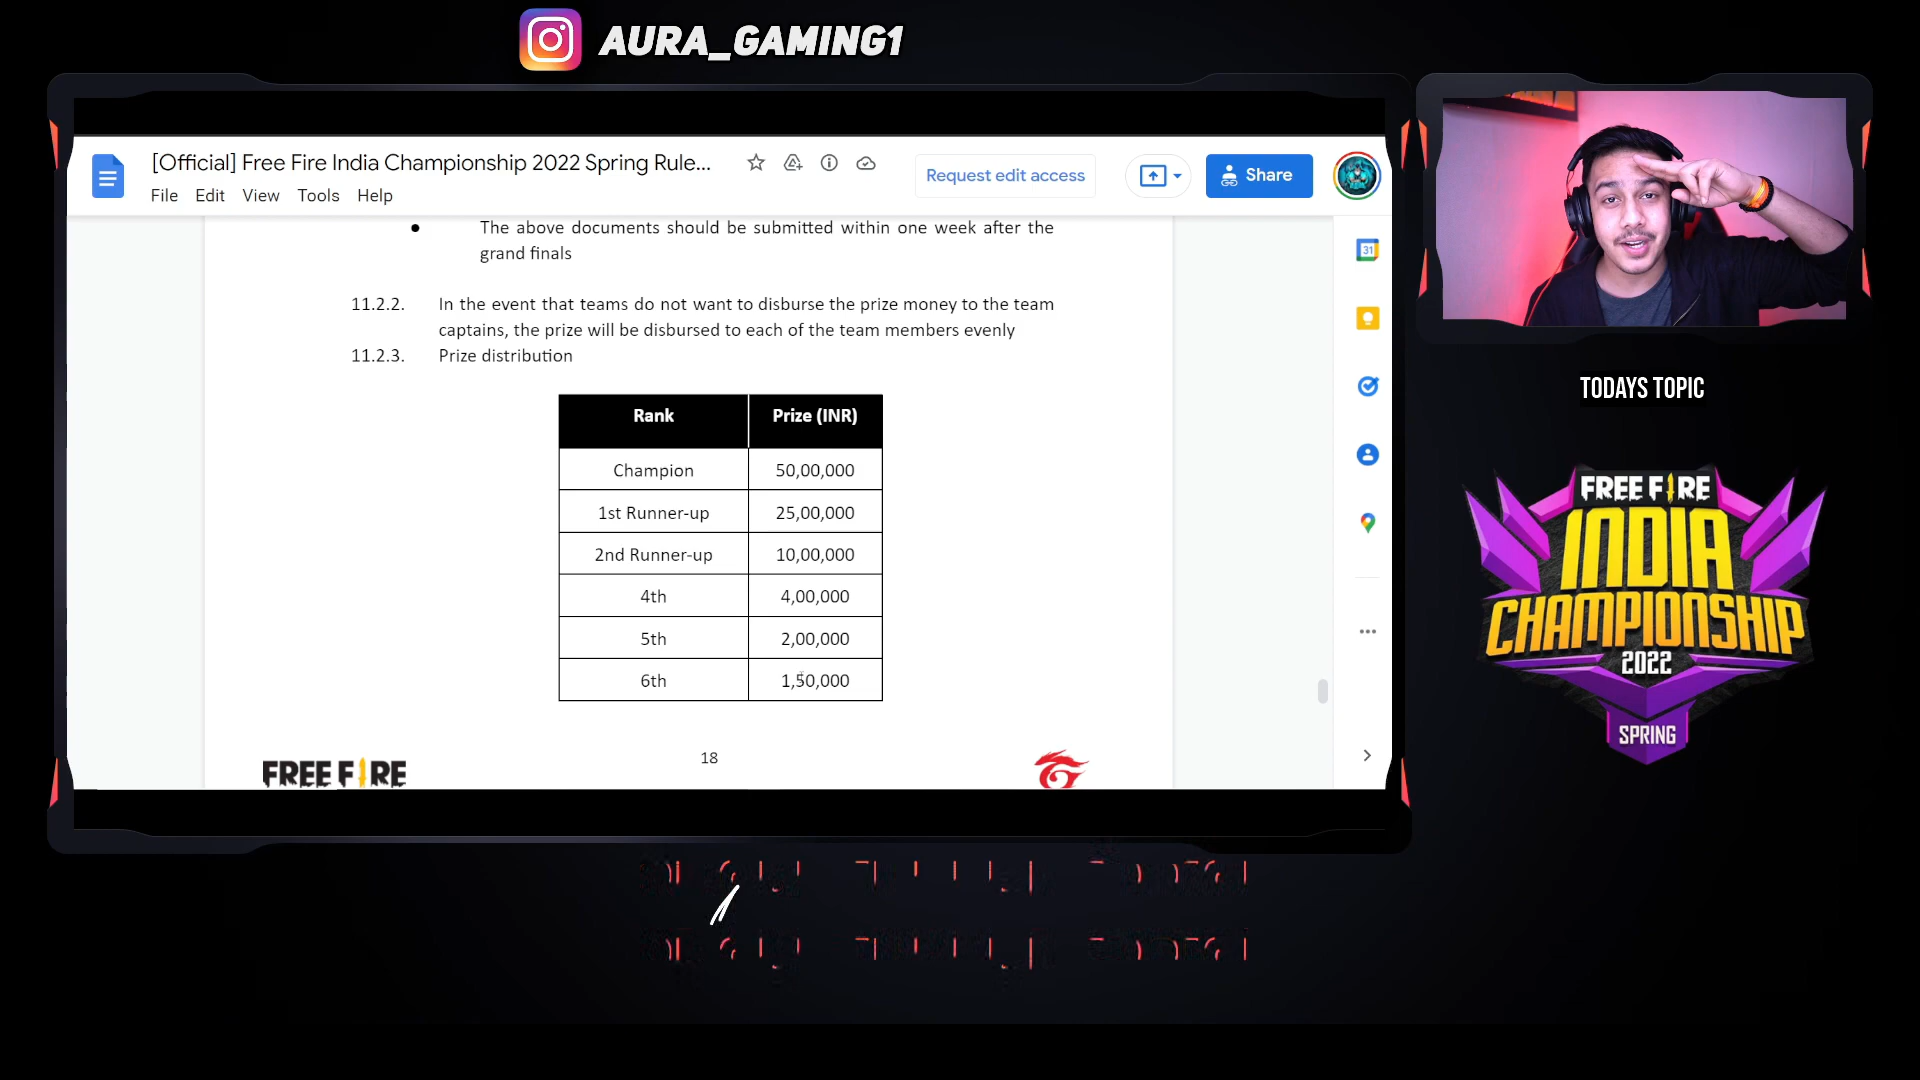 AURA_GAMING1
[Official] Free Fire India Championship 2022 Spring Rule...
File Edit View Tools Help
Request edit access
Share
31
● The above documents should be submitted within one week after the
grand finals
11.2.2. In the event that teams do not want to disburse the prize money to the team
captains, the prize will be disbursed to each of the team members evenly
11.2.3. Prize distribution
Rank Prize (INR)
Champion 50,00,000
1st Runner-up 25,00,000
2nd Runner-up 10,00,000
4th 4,00,000
5th 2,00,000
6th 1,50,000
18
FREE FIRE
TODAYS TOPIC
FREE FIRE
INDIA
CHAMPIONSHIP
2022
SPRING